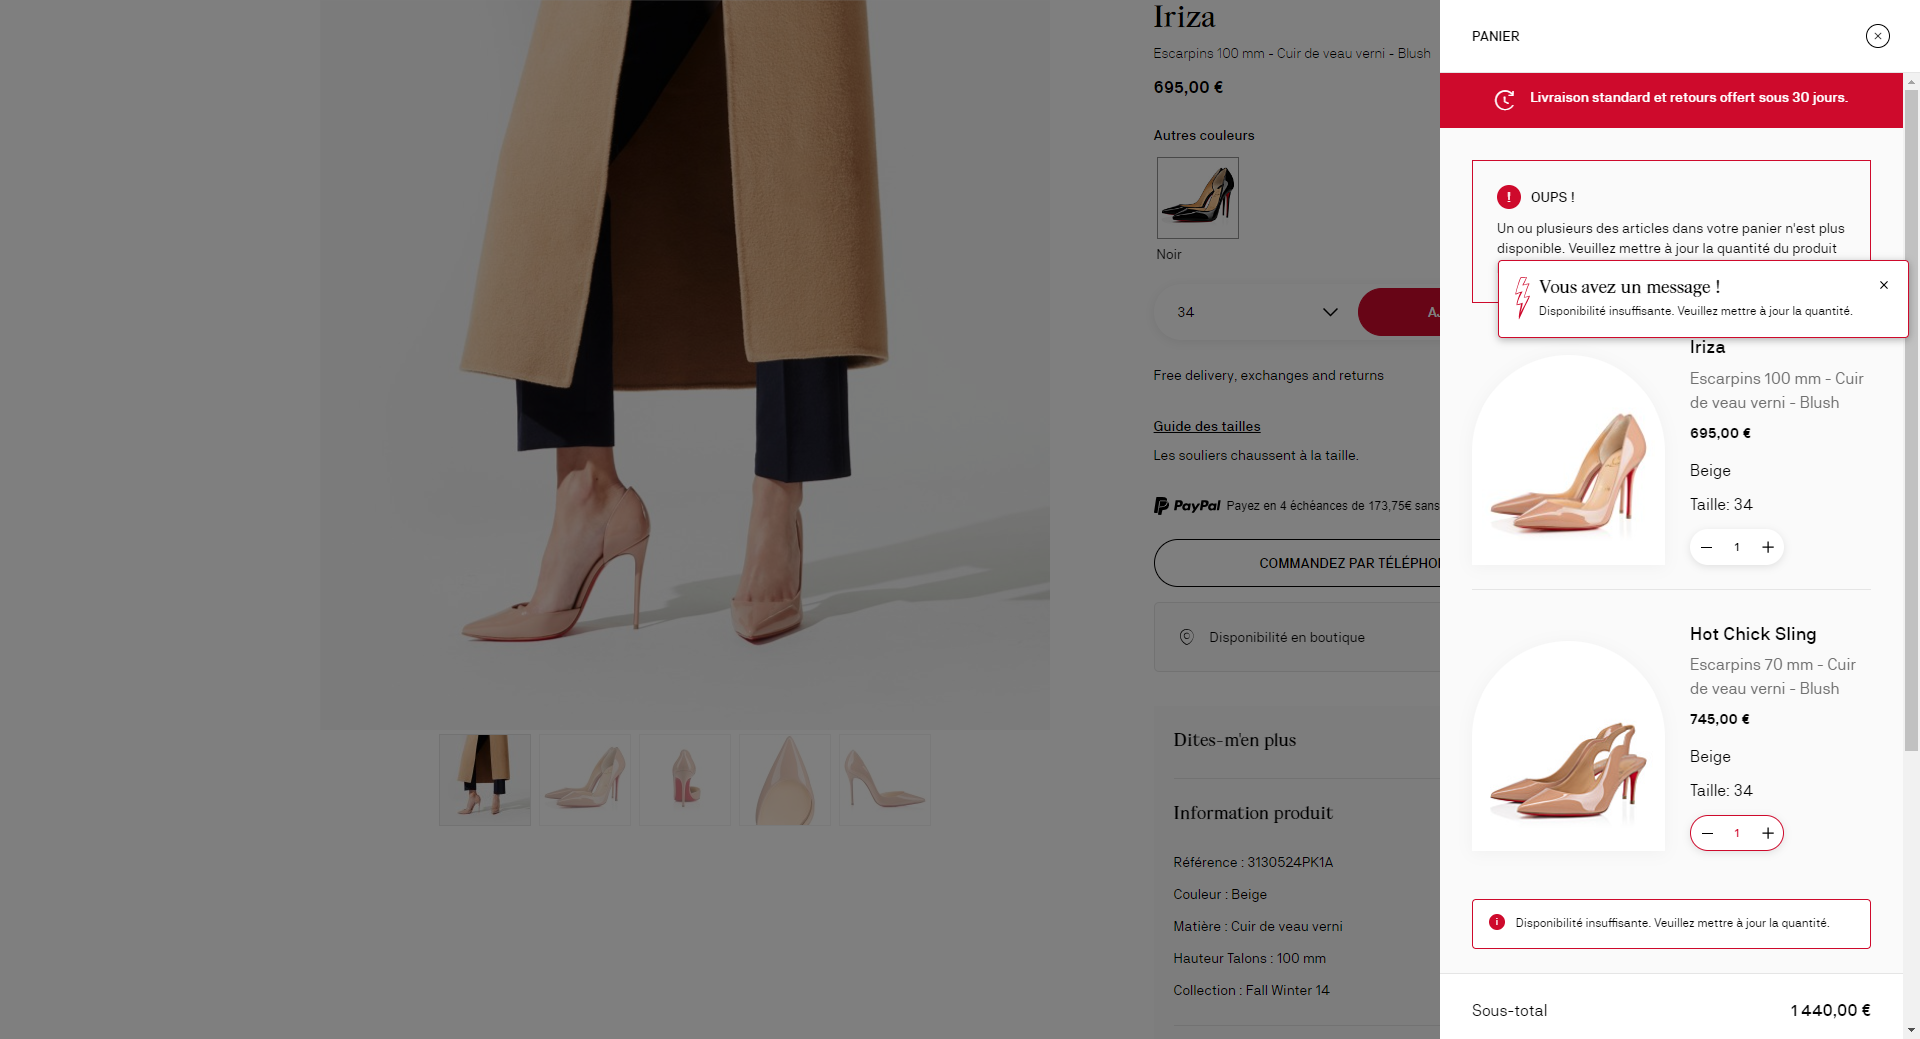 Iriza
Escarpins 100 mm - Cuir de veau verni - Blush
695,00 €
Autres couleurs
Noir
34
Free delivery, exchanges and returns
Guide des tailles
Les souliers chaussent à la taille.
PayPal Payez en 4 échéances de 173,75€ sans
COMMANDEZ PAR
Disponibilité en boutique
Dites-m'en plus
Information produit
Référence : 3130524PK1A
Couleur : Beige
Matière : Cuir de veau verni
Hauteur Talons : 100 mm
Collection : Fall Winter 14
PANIER
Livraison standard et retours offert sous 30 jours.
OUPS !
Un ou plusieurs des articles dans votre panier n'est plus
disponible. Veuillez mettre à jour la quantité du produit
Vous avez un message !
Disponibilité insuffisante. Veuillez mettre à jour la quantité.
Iriza
Escarpins 100 mm - Cuir
de veau verni - Blush
695,00 €
Beige
Taille: 34
1
Hot Chick Sling
Escarpins 70 mm - Cuir
de veau verni - Blush
745,00 €
Beige
Taille: 34
1
Disponibilité insuffisante. Veuillez mettre à jour la quantité.
Sous-total 1 440,00 €